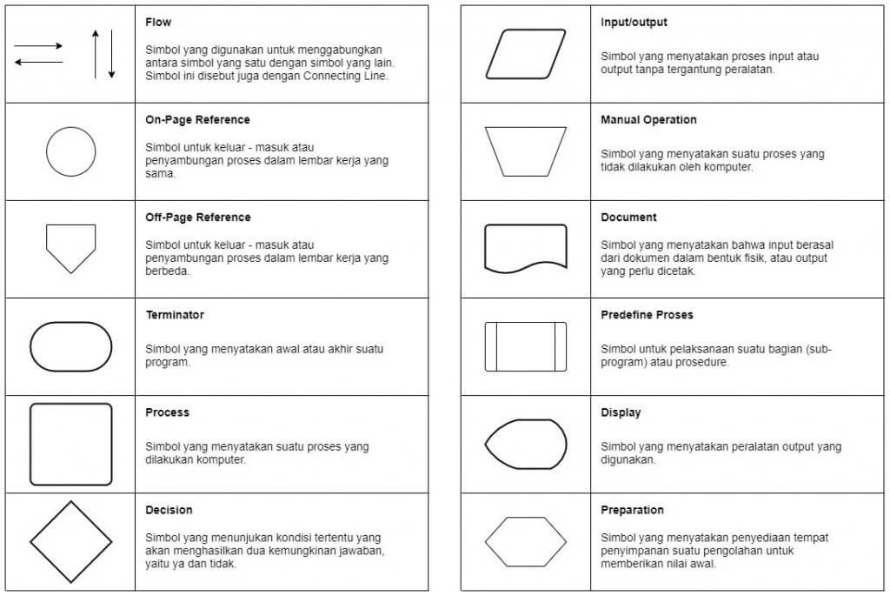 Flow
Simbol yang digunakan untuk menggabungkan
antara simbol yang satu dengan simbol yang lain.
Simbol ini disebut juga dengan Connecting Line.
On-Page Reference
Simbol untuk keluar - masuk atau
penyambungan proses dalam lembar kerja yang
sama.
Off-Page Reference
Simbol untuk keluar - masuk atau
penyambungan proses dalam lembar kerja yang
berbeda.
Terminator
Simbol yang menyatakan awal atau akhir suatu
program.
Process
Simbol yang menyatakan suatu proses yang
dilakukan komputer.
Decision
Simbol yang menunjukan kondisi tertentu yang
akan menghasilkan dua kemungkinan jawaban,
yaitu ya dan tidak.
Input/output
Simbol yang menyatakan proses input atau
output tanpa tergantung peralatan.
Manual Operation
Simbol yang menyatakan suatu proses yang
tidak dilakukan oleh komputer.
Document
Simbol yang menyatakan bahwa input berasal
dari dokumen dalam bentuk fisik, atau output
yang perlu dicetak.
Predefine Proses
Simbol untuk pelaksanaan suatu bagian (sub-
program) atau prosedure.
Display
Simbol yang menyatakan peralatan output yang
digunakan.
Preparation
Simbol yang menyatakan penyediaan tempat
penyimpanan suatu pengolahan untuk
memberikan nilai awal.